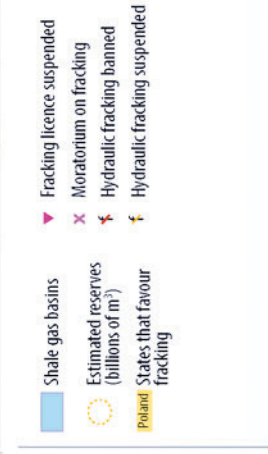 Shale gas basins
Estimated reserves
(billions of m³)
Poland
States that favour
fracking
Fracking licence suspended
Moratorium on fracking
Hydraulic fracking banned
Hydraulic fracking suspended